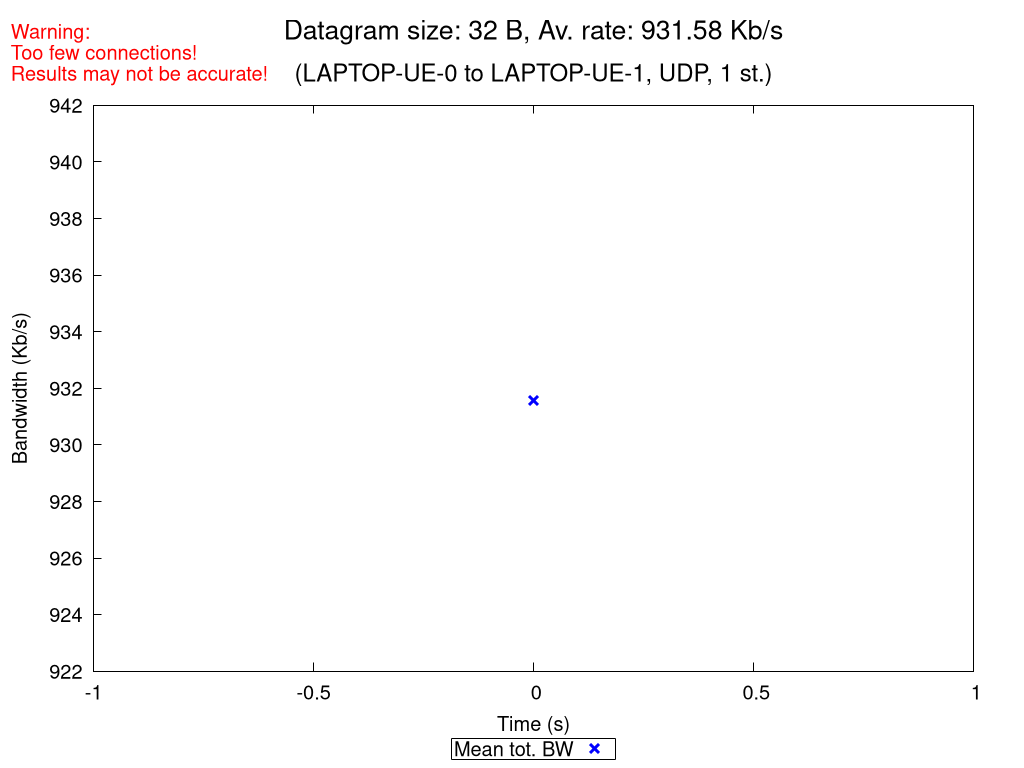 Warning:
Too few connections!
Results may not be accurate!
Datagram size: 32 B, Av. rate: 931.58 Kb/s
(LAPTOP-UE-0 to LAPTOP-UE-1, UDP, 1 st.)
942
940
938
936
934
932
930
928
926
924
922
Bandwidth (Kb/s)
-1 -0.5 0 0.5 1
Time (s)
Mean tot. BW